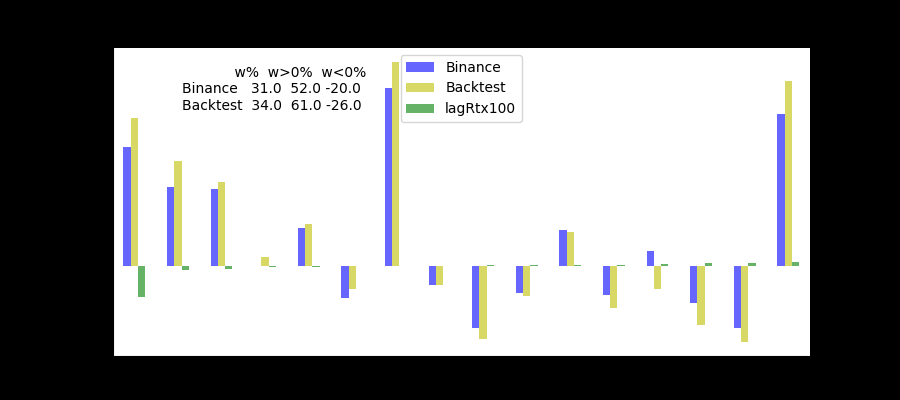 w%  w>0%  w<0%
Binance   31.0  52.0 -20.0
Backtest  34.0  61.0 -26.0
Binance
Backtest
lagRtx100